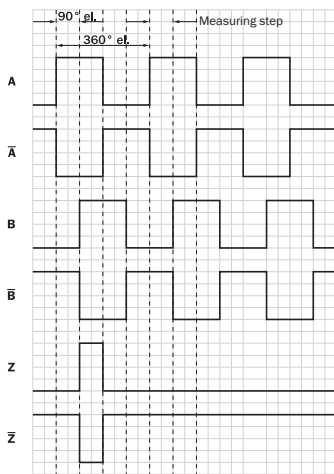 90° el.
Measuring step
360° el.
A
A̅
B
B̅
Z
Z̅